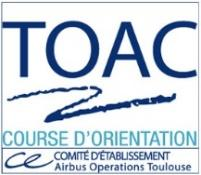 TOAC
COURSE D'ORIENTATION
ce COMITÉ D'ÉTABLISSEMENT
Airbus Operations Toulouse